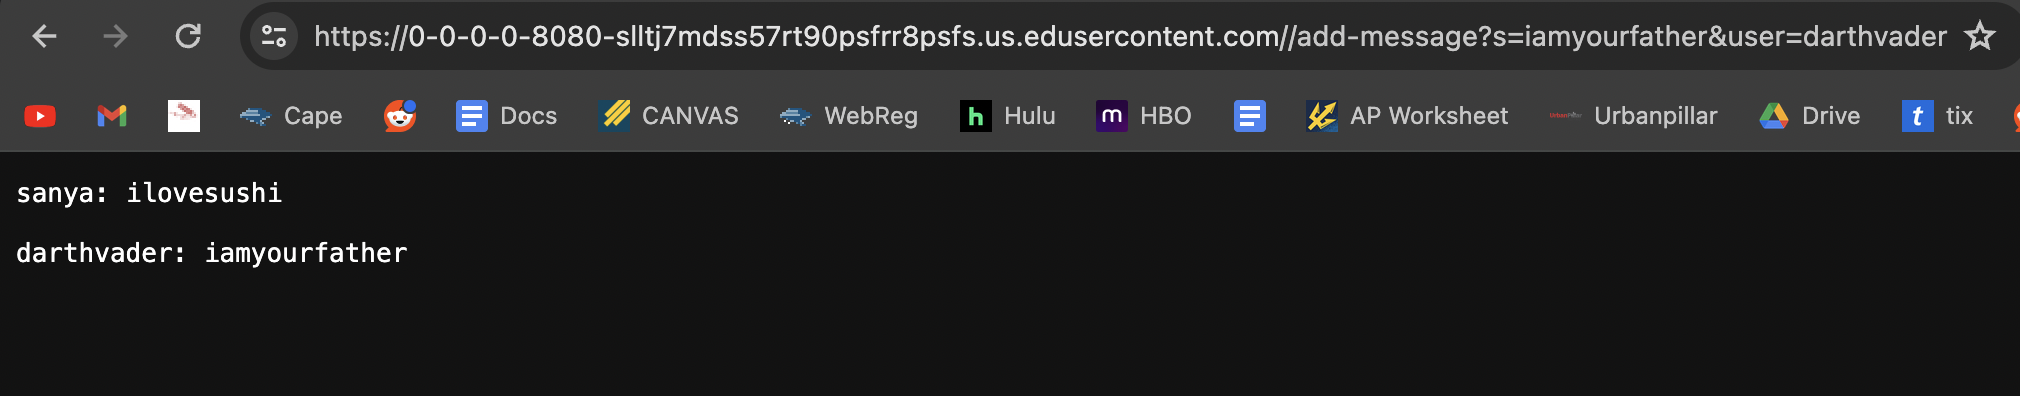 https://0-0-0-0-8080-slltj7mdss57rt90psfrr8psfs.us.edusercontent.com//add-message?s=iamyourfather&user=darthvader
Cape Docs CANVAS WebReg h Hulu m HBO AP Worksheet Urbanpillar Drive t tix
sanya: ilovesushi
darthvader: iamyourfather